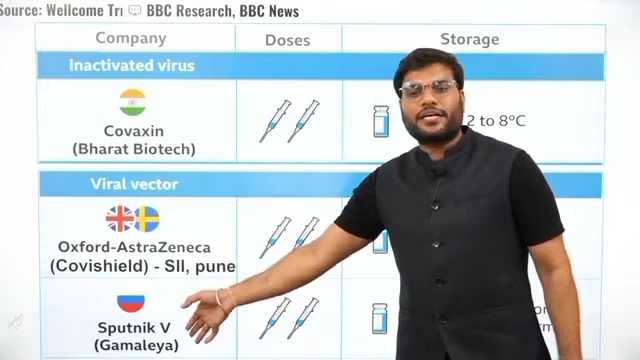 Source: Wellcome BBC Research, BBC News
Company Doses Storage
Inactivated virus
Covaxin
(Bharat Biotech)
2 to 8°C
Viral vector
Oxford-AstraZeneca
(Covishield) - SII, pune
Sputnik V
(Gamaleya)